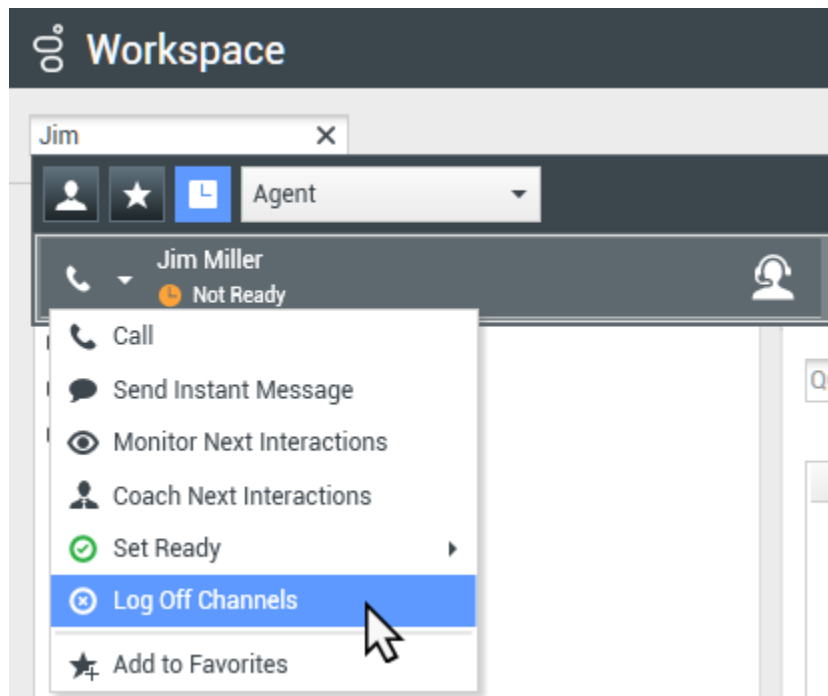 Workspace
Jim
Agent
Jim Miller
Not Ready
Call
Send Instant Message
Monitor Next Interactions
Coach Next Interactions
Set Ready
Log Off Channels
Add to Favorites